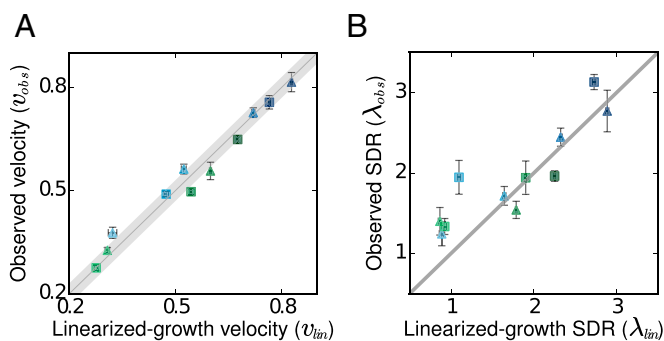 A
B
Observed velocity (v_obs)
0.8
0.5
0.2
0.2 0.5 0.8
Linearized-growth velocity (v_lin)
Observed SDR (λ_obs)
3
2
1
1 2 3
Linearized-growth SDR (λ_lin)